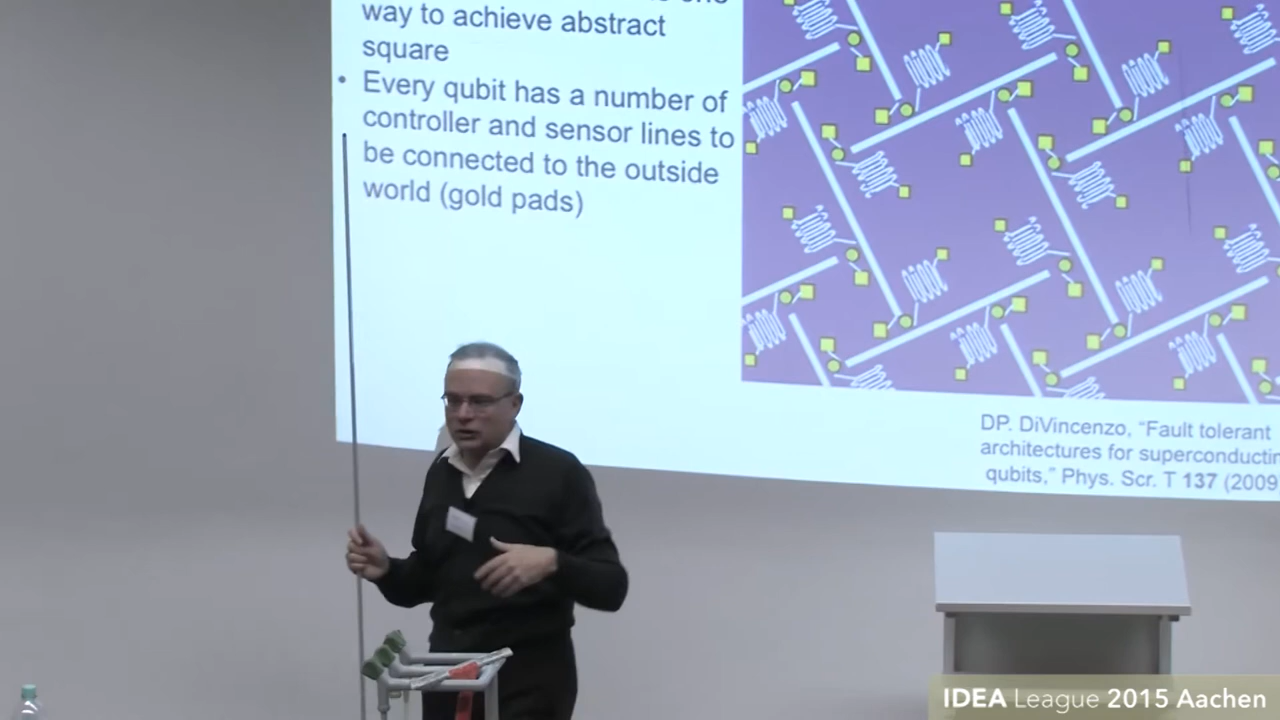 way to achieve abstract
square
• Every qubit has a number of
controller and sensor lines to
be connected to the outside
world (gold pads)
DP. DiVincenzo, “Fault tolerant
architectures for superconductin
qubits,” Phys. Scr. T 137 (2009
IDEA League 2015 Aachen